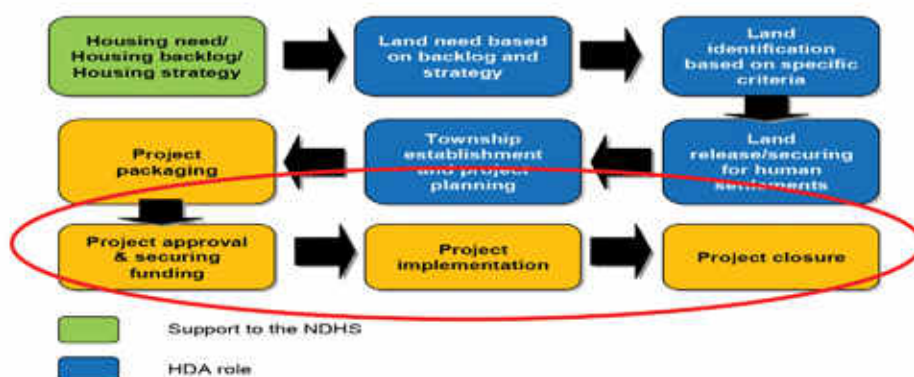 Housing need/
Housing backlog/
Housing strategy
Land need based
on backlog and
strategy
Land
identification
based on specific
criteria
Land
release/securing
for human
settlements
Township
establishment
and project
planning
Project
packaging
Project approval
& securing
funding
Project
implementation
Project closure
Support to the NDHS
HDA role